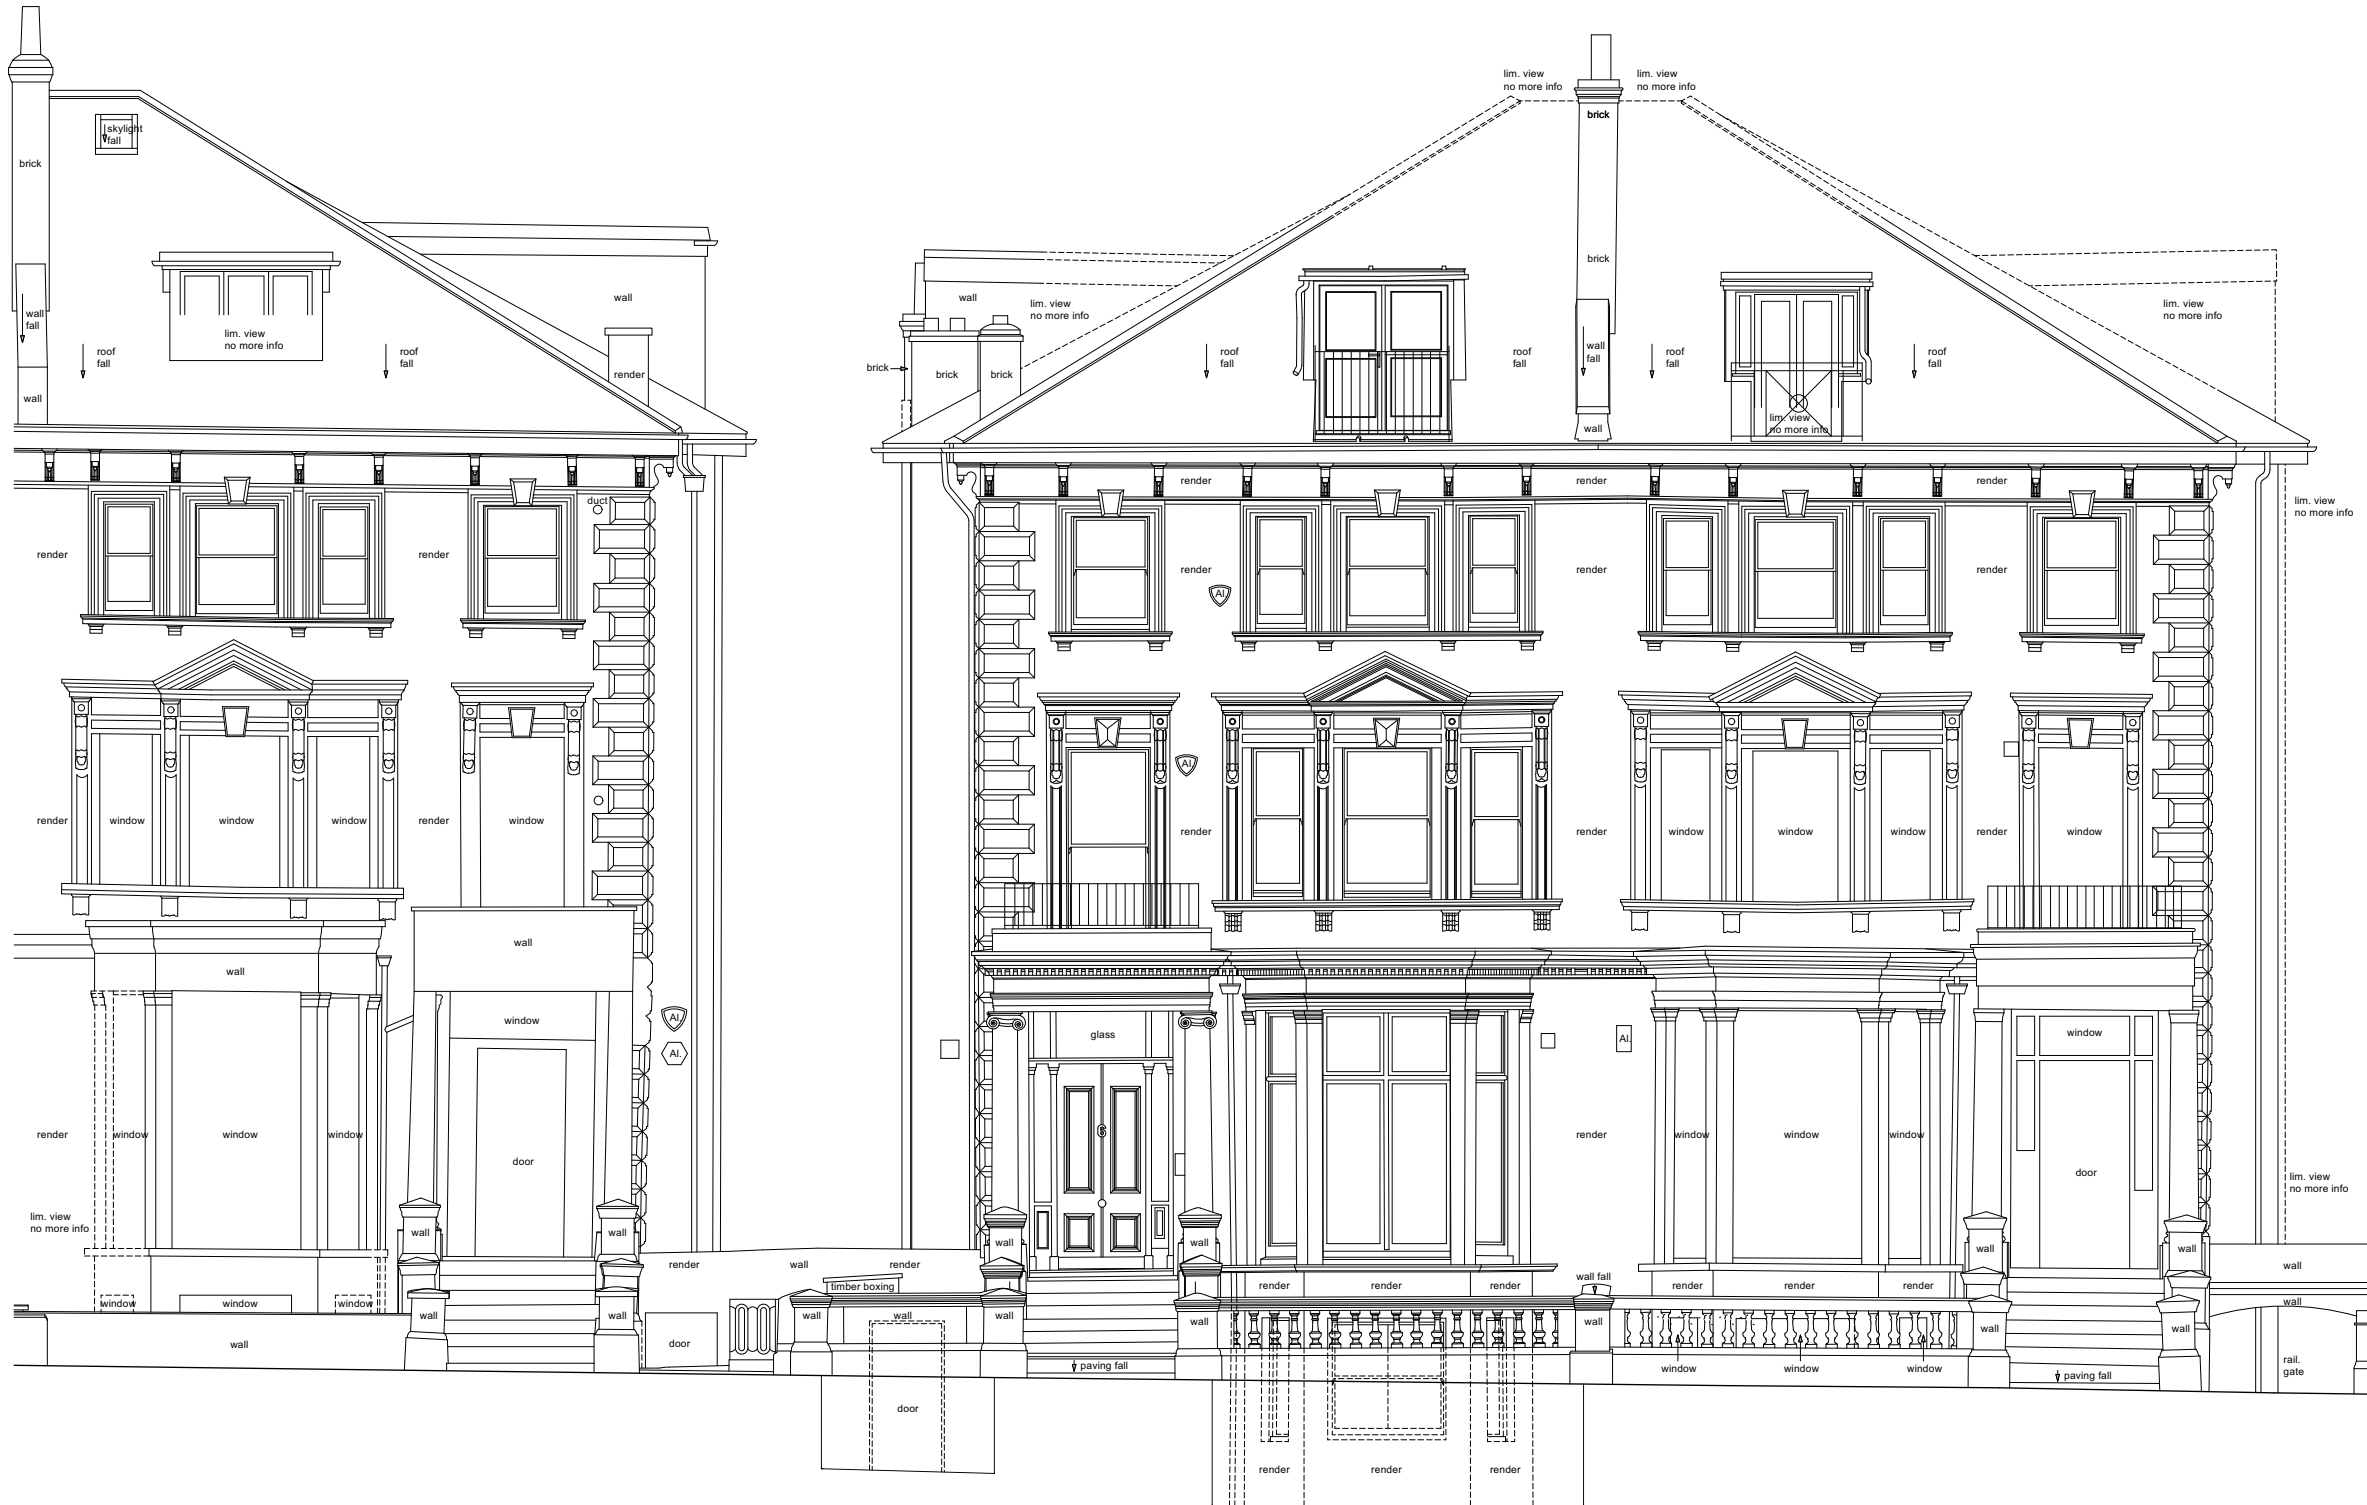 lim. view
no more info
lim. view
no more info
brick
skylight
fall
brick
brick
wall
wall
lim. view
no more info
lim. view
no more info
wall
fall
lim. view
no more info
roof
fall
roof
fall
wall
fall
roof
fall
roof
fall
roof
fall
roof
fall
render
brick
brick
brick
wall
lim. view
no more info
wall
render
render
render
duct
lim. view
no more info
render
render
render
render
render
Al.
Al.
render
window
window
window
render
window
render
render
window
window
window
render
window
wall
wall
Al.
window
glass
Al.
window
Al.
render
window
window
window
door
render
window
window
window
door
lim. view
no more info
6
lim. view
no more info
wall
wall
wall
wall
wall
wall
render
wall
render
wall
timber boxing
render
render
render
wall fall
render
render
render
window
window
window
wall
wall
wall
wall
wall
wall
wall
wall
wall
wall
door
window
window
window
paving fall
paving fall
rail.
gate
door
render
render
render